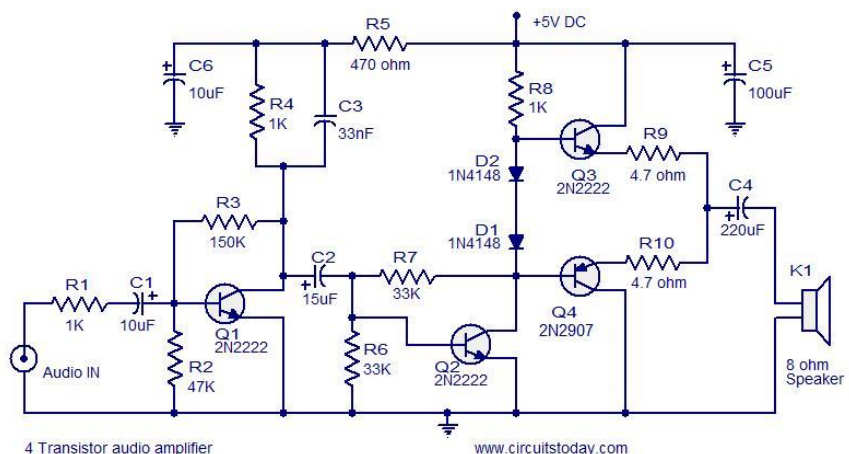 +5V DC
R5
470 ohm
C6
10uF
R4
1K
C3
33nF
R8
1K
C5
100uF
D2
1N4148
Q3
2N2222
R9
4.7 ohm
C4
220uF
R3
150K
D1
1N4148
R10
4.7 ohm
C2
15uF
R7
33K
Q4
2N2907
K1
8 ohm
Speaker
R1
1K
C1
10uF
Q1
2N2222
R2
47K
R6
33K
Q2
2N2222
Audio IN
4 Transistor audio amplifier
www.circuitstoday.com